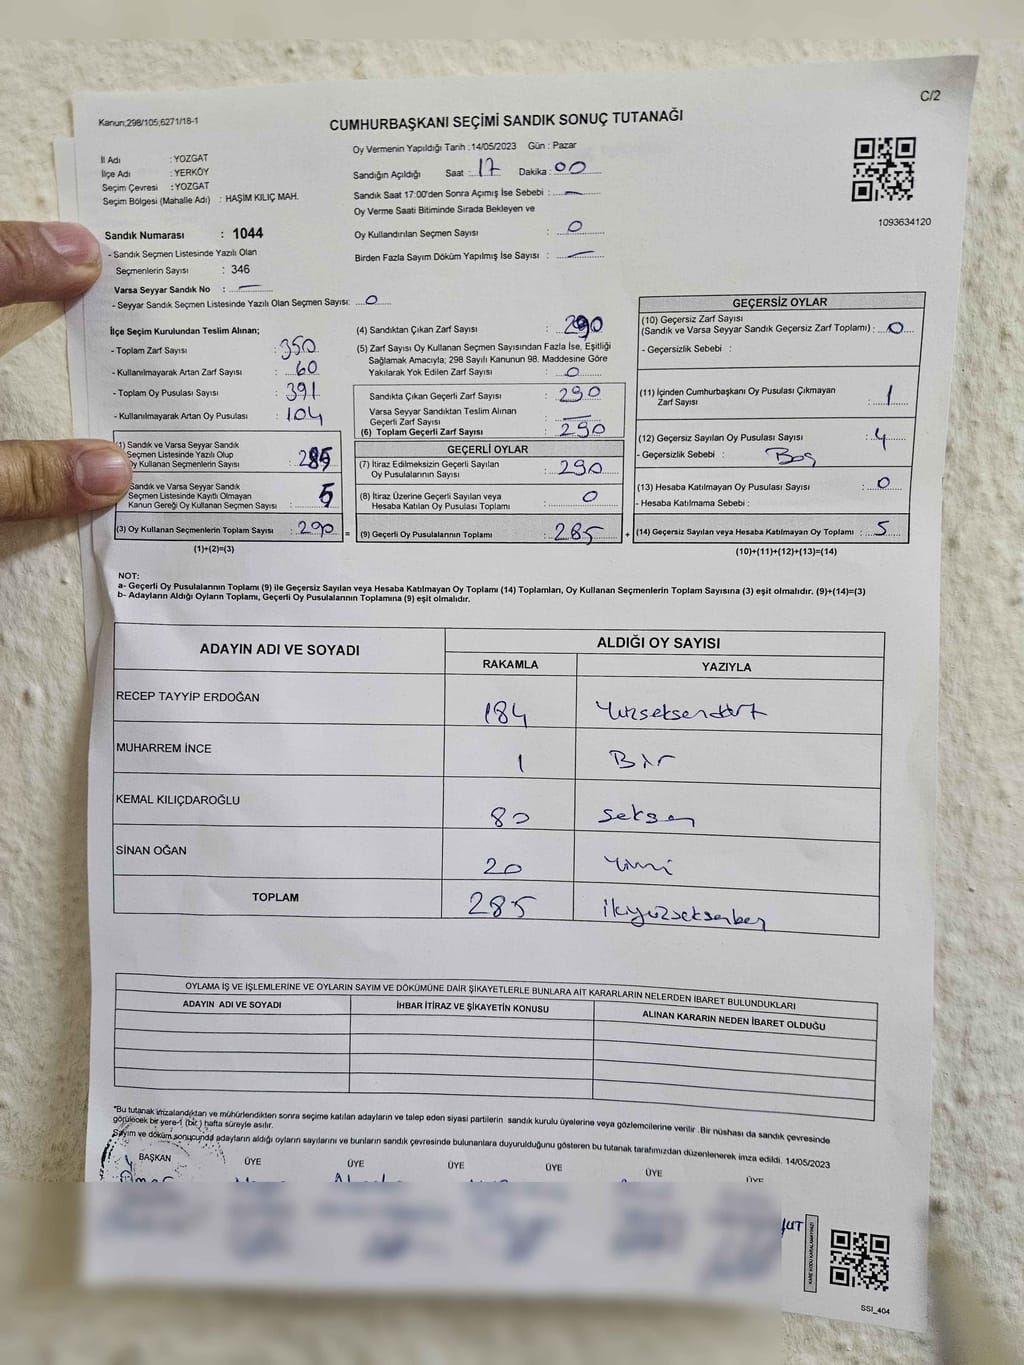 C/2
Kanun;298/105;6271/18-1
CUMHURBAŞKANI SEÇİMİ SANDIK SONUÇ TUTANAĞI
İl Adı : YOZGAT
İlçe Adı : YERKÖY
Seçim Çevresi : YOZGAT
Seçim Bölgesi (Mahalle Adı) : HAŞİM KILIÇ MAH.
Oy Vermenin Yapıldığı Tarih :14/05/2023 Gün : Pazar
Sandığın Açıldığı Saat : 17 Dakika : 00
Sandık Saat 17:00'den Sonra Açımış İse Sebebi : —
Oy Verme Saati Bitiminde Sırada Bekleyen ve
Oy Kullandırılan Seçmen Sayısı : 0
Birden Fazla Sayım Döküm Yapılmış İse Sayısı : —
1093634120
Sandık Numarası : 1044
- Sandık Seçmen Listesinde Yazılı Olan
Seçmenlerin Sayısı : 346
Varsa Seyyar Sandık No : —
- Seyyar Sandık Seçmen Listesinde Yazılı Olan Seçmen Sayısı: 0
İlçe Seçim Kurulundan Teslim Alınan;
- Toplam Zarf Sayısı : 350
- Kullanılmayarak Artan Zarf Sayısı : 60
- Toplam Oy Pusulası Sayısı : 391
- Kullanılmayarak Artan Oy Pusulası : 104
1) Sandık ve Varsa Seyyar Sandık
Seçmen Listesinde Yazılı Olup
Oy Kullanan Seçmenlerin Sayısı : 285
Sandık ve Varsa Seyyar Sandık
Seçmen Listesinde Kayıtlı Olmayan
Kanun Gereği Oy Kullanan Seçmen Sayısı : 5
(3) Oy Kullanan Seçmenlerin Toplam Sayısı : 290 =
(1)+(2)=(3)
(4) Sandıktan Çıkan Zarf Sayısı : 290
(5) Zarf Sayısı Oy Kullanan Seçmen Sayısından Fazla İse, Eşitliği
Sağlamak Amacıyla; 298 Sayılı Kanunun 98. Maddesine Göre
Yakılarak Yok Edilen Zarf Sayısı : 0
Sandıkta Çıkan Geçerli Zarf Sayısı : 290
Varsa Seyyar Sandıktan Teslim Alınan
Geçerli Zarf Sayısı : —
(6) Toplam Geçerli Zarf Sayısı : 290
GEÇERLİ OYLAR
(7) İtiraz Edilmeksizin Geçerli Sayılan
Oy Pusulalarının Sayısı : 290
(8) İtiraz Üzerine Geçerli Sayılan veya
Hesaba Katılan Oy Pusulası Toplamı : 0
(9) Geçerli Oy Pusulalarının Toplamı : 285 +
GEÇERSİZ OYLAR
(10) Geçersiz Zarf Sayısı
(Sandık ve Varsa Seyyar Sandık Geçersiz Zarf Toplamı) : 0
- Geçersizlik Sebebi :
(11) İçinden Cumhurbaşkanı Oy Pusulası Çıkmayan
Zarf Sayısı : 1
(12) Geçersiz Sayılan Oy Pusulası Sayısı : 4
- Geçersizlik Sebebi : Boş
(13) Hesaba Katılmayan Oy Pusulası Sayısı : 0
- Hesaba Katılmama Sebebi :
(14) Geçersiz Sayılan veya Hesaba Katılmayan Oy Toplamı : 5
(10)+(11)+(12)+(13)=(14)
NOT:
a- Geçerli Oy Pusulalarının Toplamı (9) ile Geçersiz Sayılan veya Hesaba Katılmayan Oy Toplamı (14) Toplamları, Oy Kullanan Seçmenlerin Toplam Sayısına (3) eşit olmalıdır. (9)+(14)=(3)
b- Adayların Aldığı Oyların Toplamı, Geçerli Oy Pusulalarının Toplamına (9) eşit olmalıdır.
ADAYIN ADI VE SOYADI
ALDIĞI OY SAYISI
RAKAMLA YAZIYLA
RECEP TAYYİP ERDOĞAN 184 Yüzseksendört
MUHARREM İNCE 1 Bir
KEMAL KILIÇDAROĞLU 80 seksen
SİNAN OĞAN 20 Yirmi
TOPLAM 285 ikiyüzseksenbeş
OYLAMA İŞ VE İŞLEMLERİNE VE OYLARIN SAYIM VE DÖKÜMÜNE DAİR ŞİKAYETLERLE BUNLARA AİT KARARLARIN NELERDEN İBARET BULUNDUKLARI
ADAYIN ADI VE SOYADI İHBAR İTİRAZ VE ŞİKAYETİN KONUSU ALINAN KARARIN NEDEN İBARET OLDUĞU
*Bu tutanak imzalandıktan ve mühürlendikten sonra seçime katılan adayların ve talep eden siyasi partilerin sandık kurulu üyelerine veya gözlemcilerine verilir. Bir nüshası da sandık çevresinde
görülecek bir yere 1 (bir) hafta süreyle asılır.
Sayım ve döküm sonucunda adayların aldığı oyların sayılarını ve bunların sandık çevresinde bulunanlara duyurulduğunu gösteren bu tutanak tarafımızdan düzenlenerek imza edildi. 14/05/2023
BAŞKAN ÜYE ÜYE ÜYE ÜYE ÜYE ÜYE
KARE KODU KARALAMAYINIZ!
SSI_404